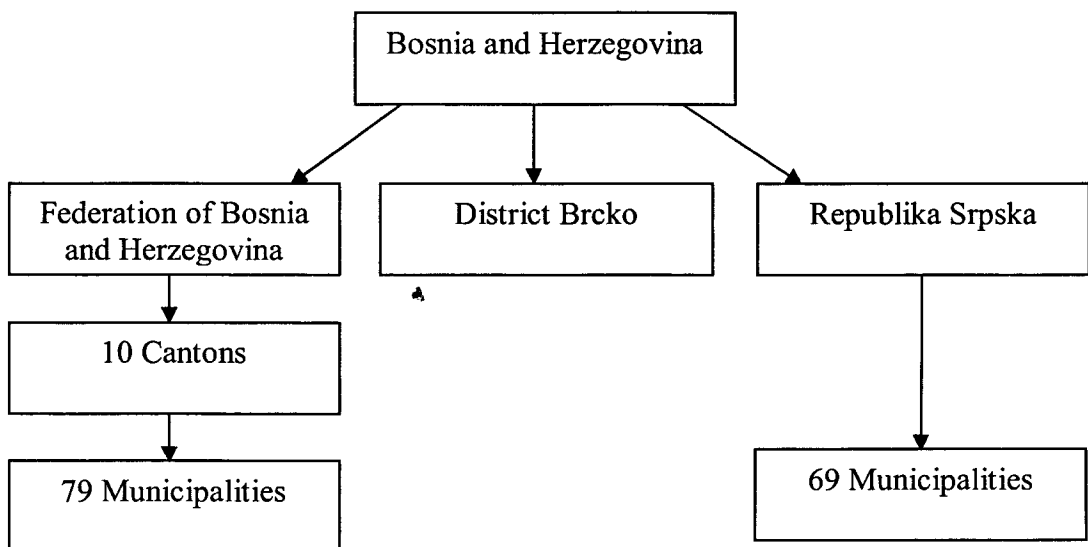 Bosnia and Herzegovina
Federation of Bosnia
and Herzegovina
District Brcko
Republika Srpska
10 Cantons
79 Municipalities
69 Municipalities